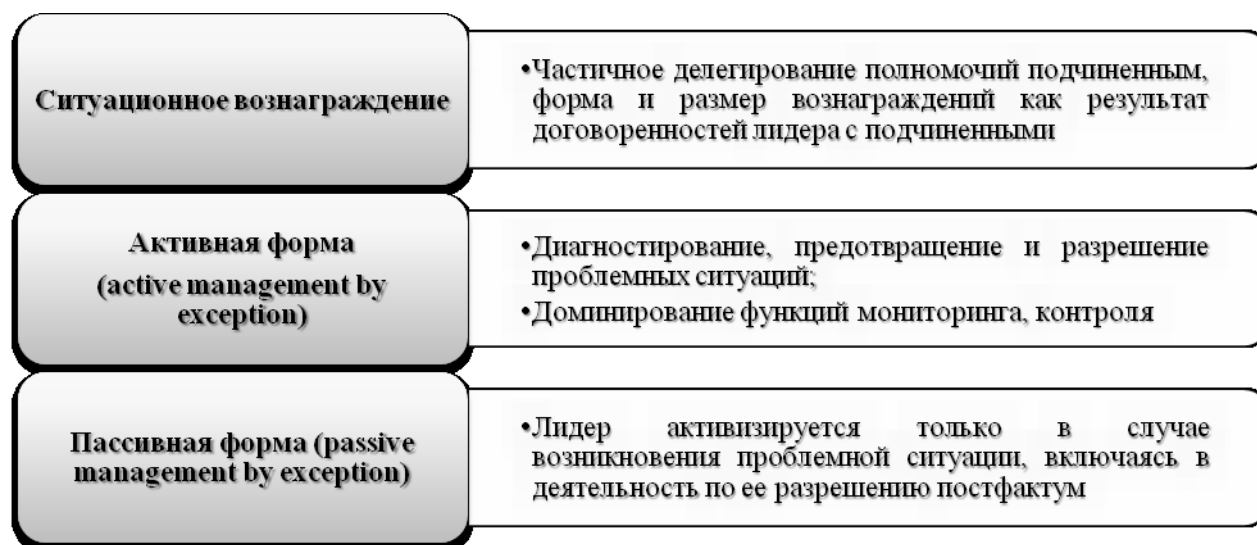 Ситуационное вознаграждение
•Частичное делегирование полномочий подчиненным,
форма и размер вознаграждений как результат
договоренностей лидера с подчиненными
Активная форма
(active management by
exception)
•Диагностирование, предотвращение и разрешение
проблемных ситуаций;
•Доминирование функций мониторинга, контроля
Пассивная форма (passive
management by exception)
•Лидер активизируется только в случае
возникновения проблемной ситуации, включаясь в
деятельность по ее разрешению постфактум